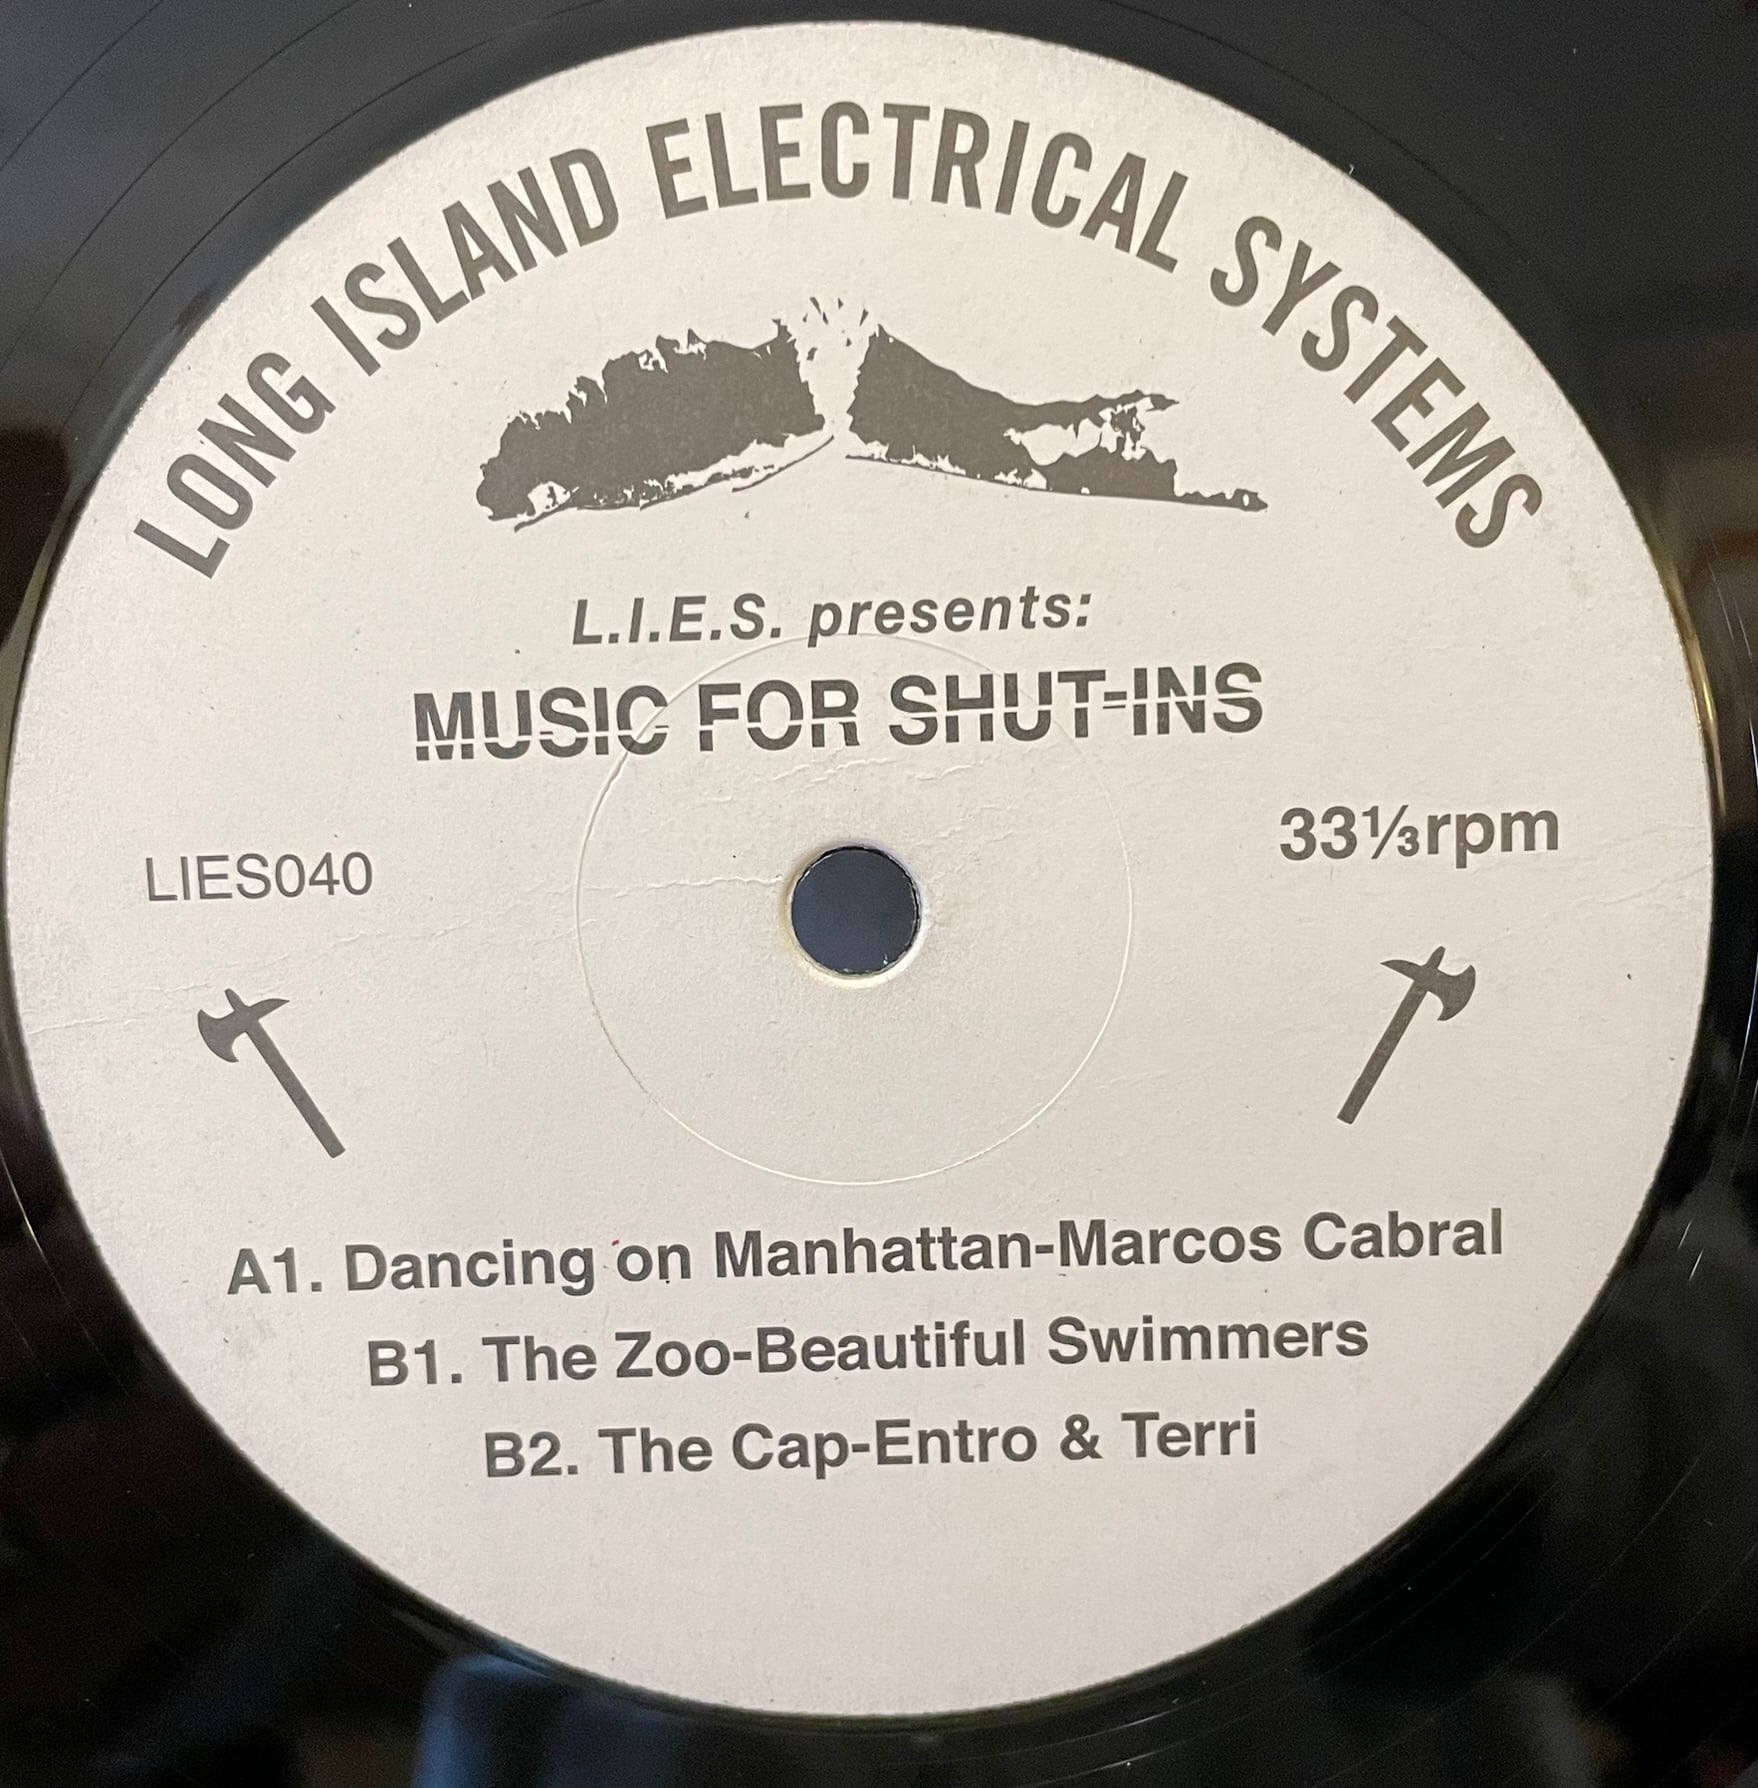 LONG ISLAND ELECTRICAL SYSTEMS
L.I.E.S. presents:
MUSIC FOR SHUT-INS
33⅓rpm
LIES040
A1. Dancing on Manhattan-Marcos Cabral
B1. The Zoo-Beautiful Swimmers
B2. The Cap-Entro & Terri